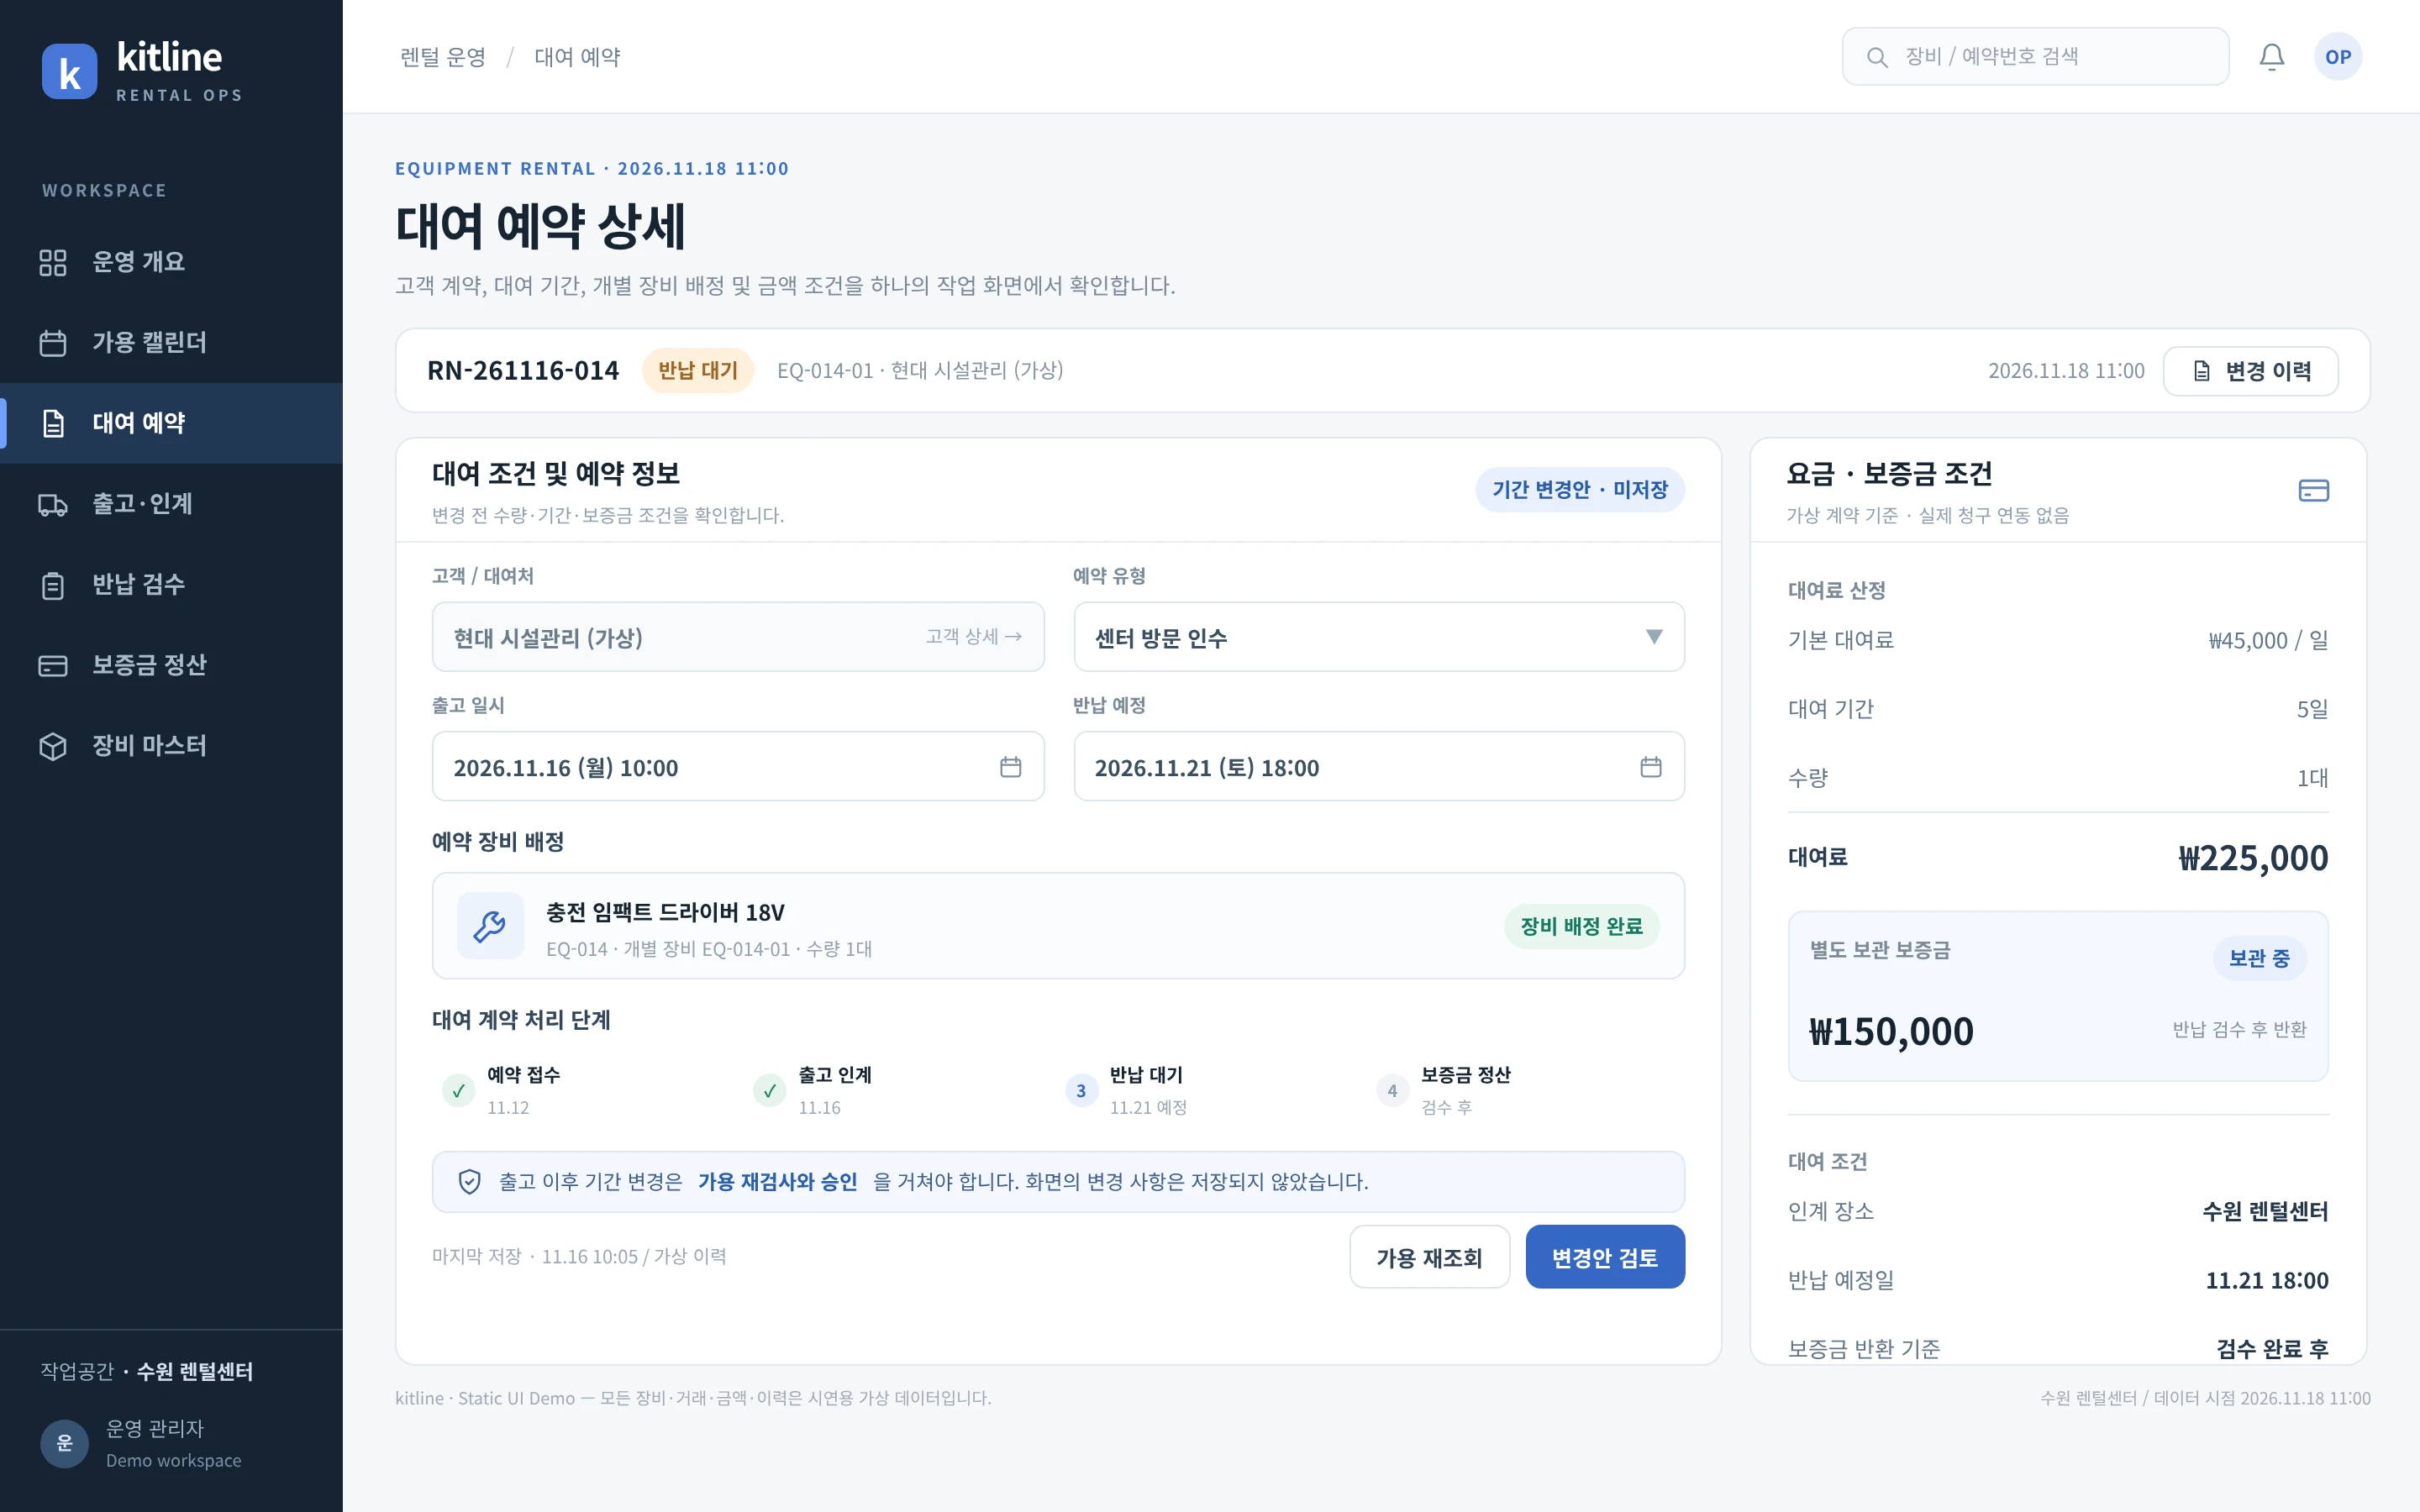 k
kitline
RENTAL OPS
WORKSPACE
운영 개요
가용 캘린더
대여 예약
출고·인계
반납 검수
보증금 정산
장비 마스터
작업공간 · 수원 렌털센터
운
운영 관리자
Demo workspace
렌털 운영 / 대여 예약
장비 / 예약번호 검색
OP
EQUIPMENT RENTAL · 2026.11.18 11:00
대여 예약 상세
고객 계약, 대여 기간, 개별 장비 배정 및 금액 조건을 하나의 작업 화면에서 확인합니다.
RN-261116-014 반납 대기 EQ-014-01 · 현대 시설관리 (가상)
2026.11.18 11:00 변경 이력
대여 조건 및 예약 정보
변경 전 수량·기간·보증금 조건을 확인합니다.
기간 변경안 · 미저장
고객 / 대여처
현대 시설관리 (가상) 고객 상세 →
예약 유형
센터 방문 인수 ▼
출고 일시
2026.11.16 (월) 10:00
반납 예정
2026.11.21 (토) 18:00
예약 장비 배정
충전 임팩트 드라이버 18V
EQ-014 · 개별 장비 EQ-014-01 · 수량 1대
장비 배정 완료
대여 계약 처리 단계
✓ 예약 접수
11.12
✓ 출고 인계
11.16
3 반납 대기
11.21 예정
4 보증금 정산
검수 후
출고 이후 기간 변경은 가용 재검사와 승인 을 거쳐야 합니다. 화면의 변경 사항은 저장되지 않았습니다.
마지막 저장 · 11.16 10:05 / 가상 이력
가용 재조회
변경안 검토
요금 · 보증금 조건
가상 계약 기준 · 실제 청구 연동 없음
대여료 산정
기본 대여료 ₩45,000 / 일
대여 기간 5일
수량 1대
대여료 ₩225,000
별도 보관 보증금 보관 중
₩150,000 반납 검수 후 반환
대여 조건
인계 장소 수원 렌털센터
반납 예정일 11.21 18:00
보증금 반환 기준 검수 완료 후
kitline · Static UI Demo — 모든 장비·거래·금액·이력은 시연용 가상 데이터입니다.
수원 렌털센터 / 데이터 시점 2026.11.18 11:00